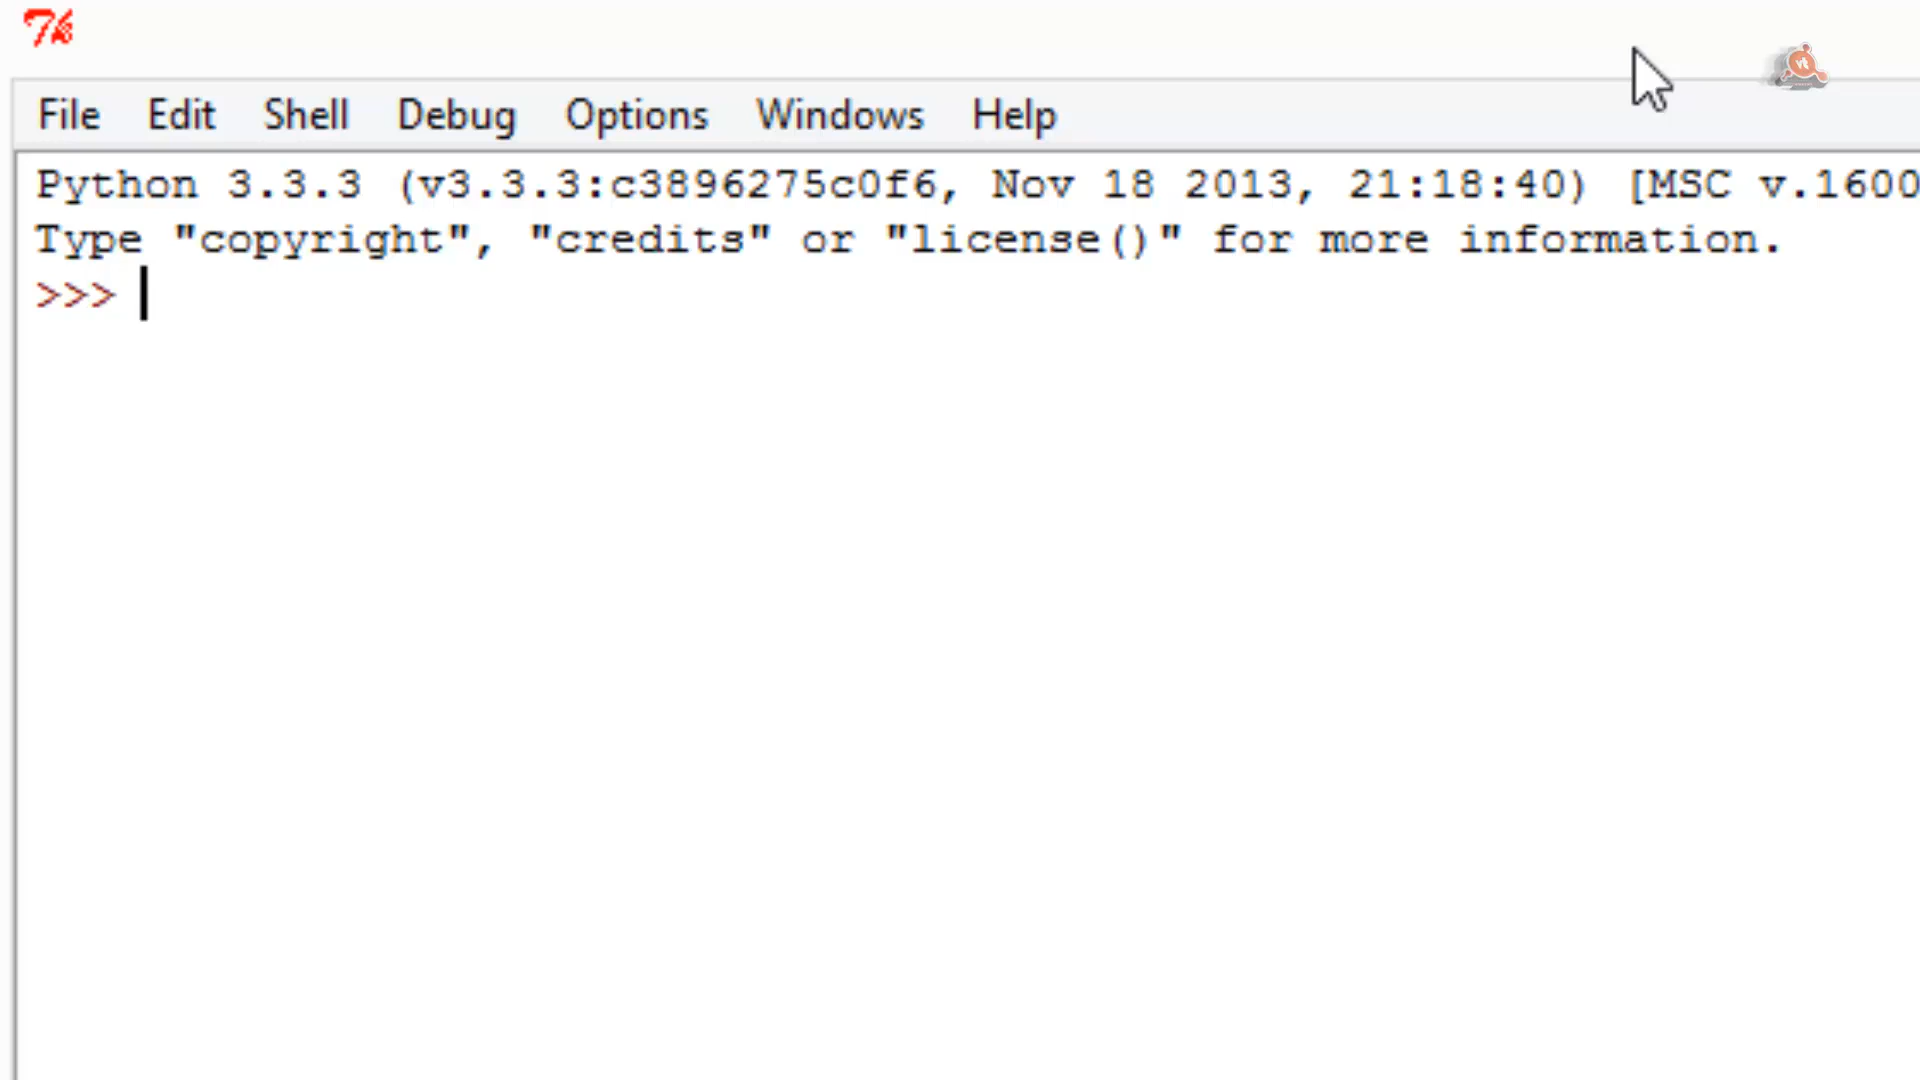 File Edit Shell Debug Options Windows Help
Python 3.3.3 (v3.3.3:c3896275c0f6, Nov 18 2013, 21:18:40) [MSC v.1600
Type "copyright", "credits" or "license()" for more information.
>>>